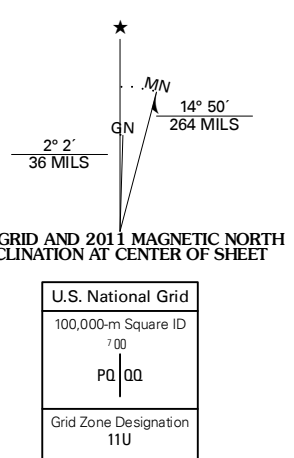 ★
MN
GN
14° 50´
264 MILS
2° 2´
36 MILS
GRID AND 2011 MAGNETIC NORTH
CLINATION AT CENTER OF SHEET
U.S. National Grid
100,000-m Square ID
7 00
PQ QQ
Grid Zone Designation
11U